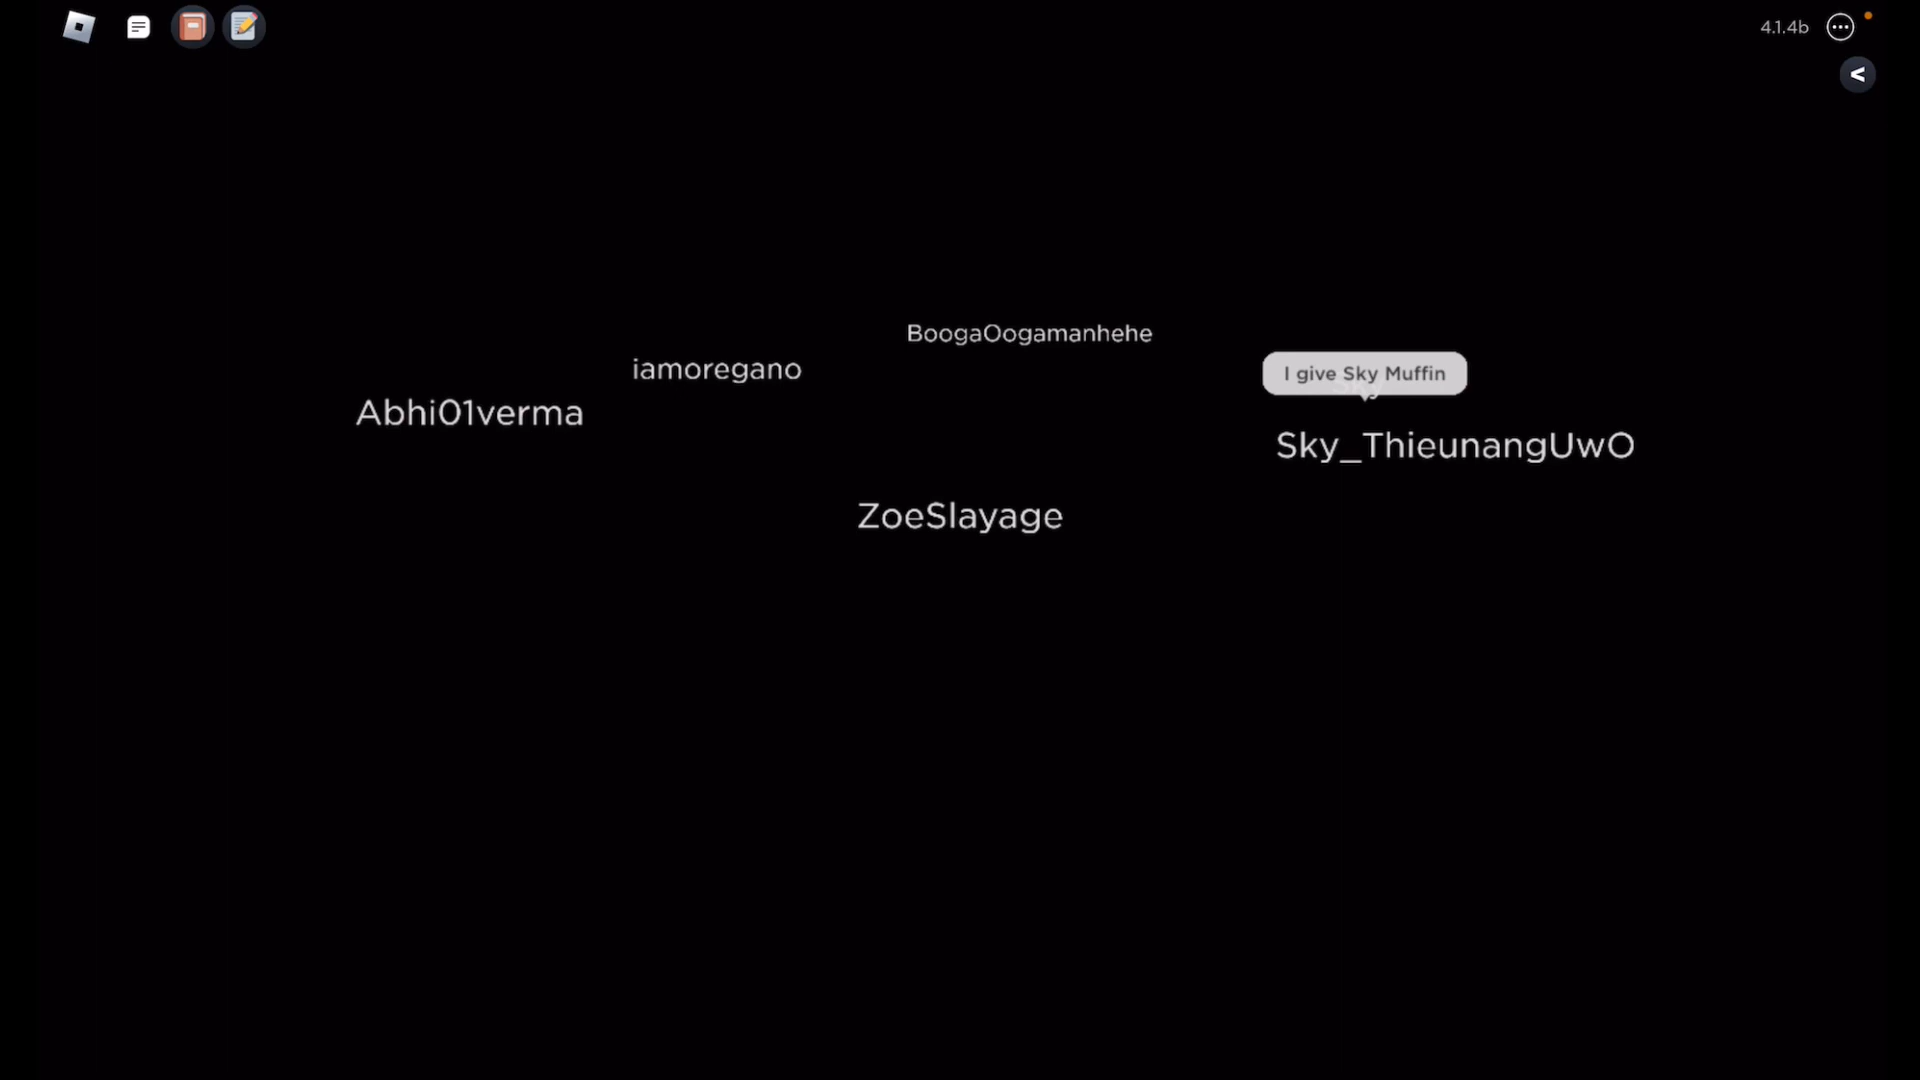 4.1.4b
BoogaOogamanhehe
iamoregano
I give Sky Muffin
Abhi01verma
Sky_ThieunangUwO
ZoeSlayage